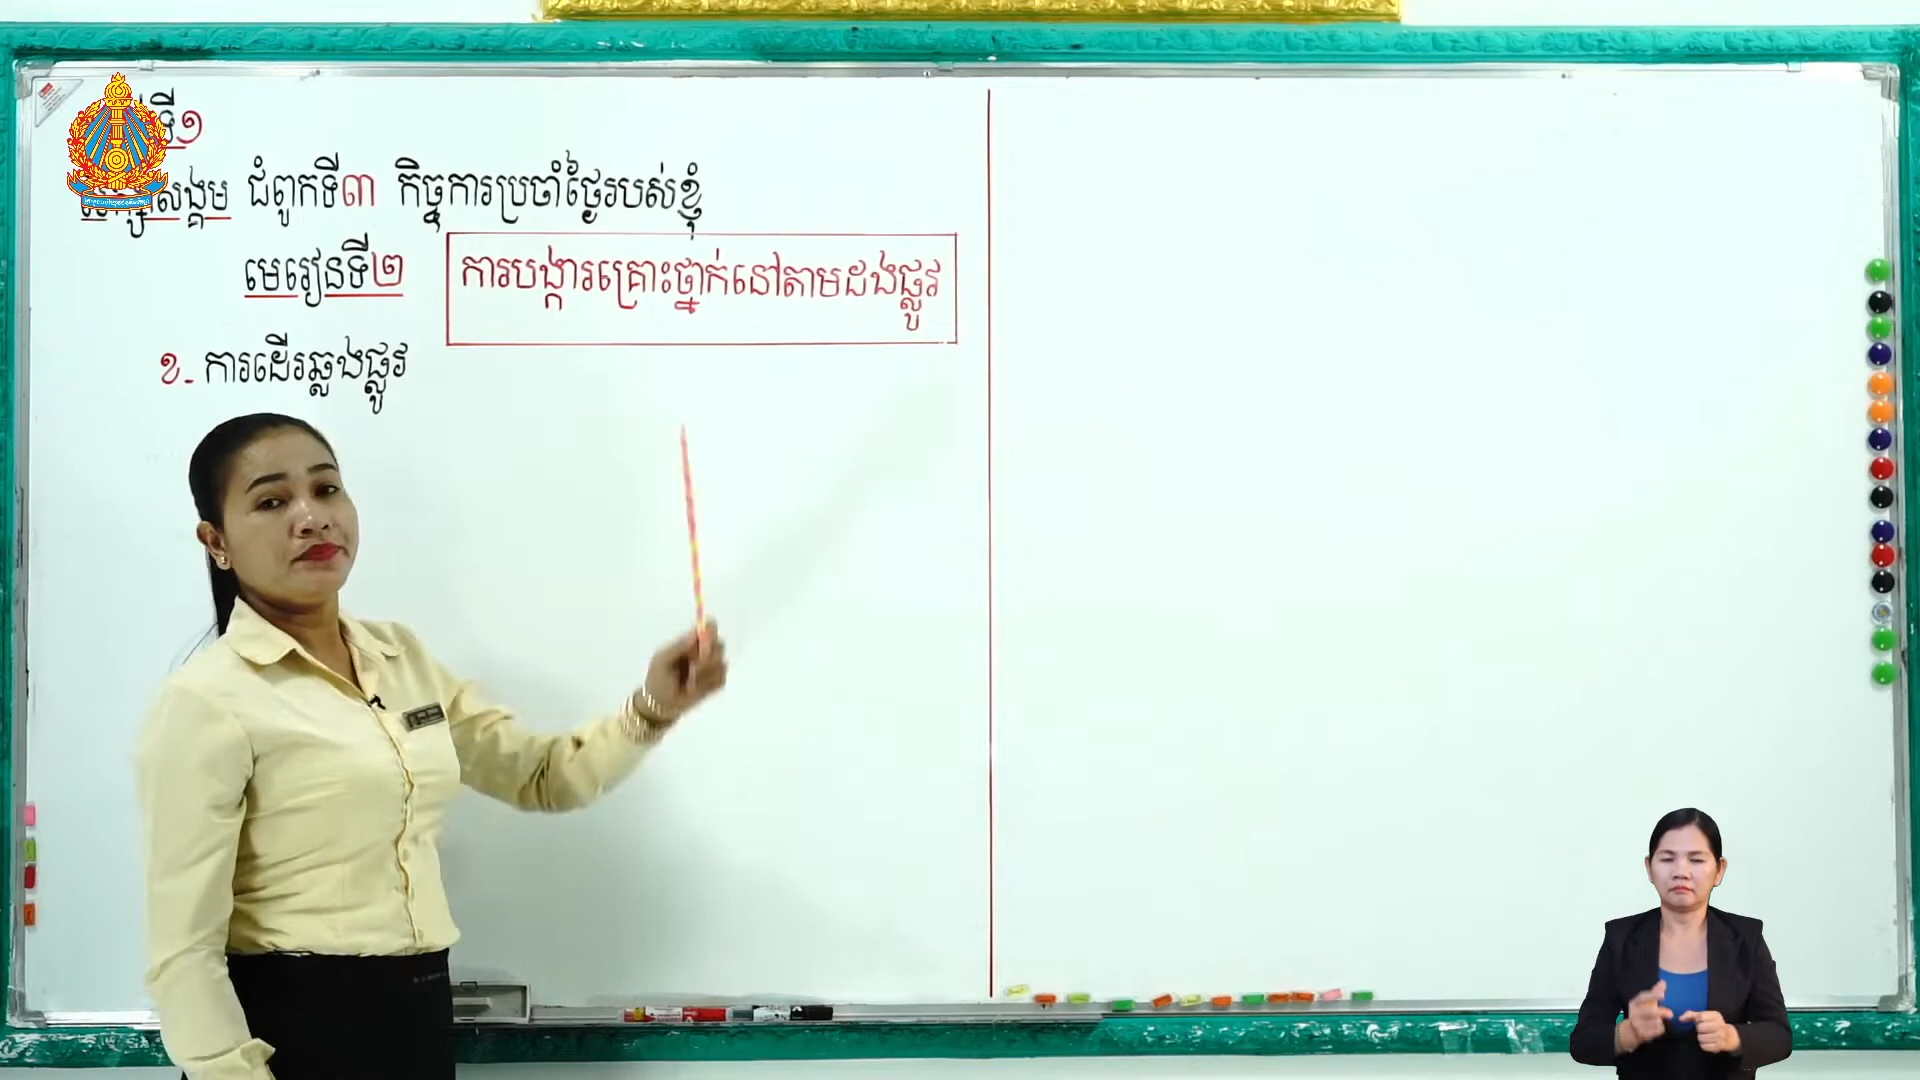 ទី១
សិក្សាសង្គម ជំពូកទី៣ កិច្ចការប្រចាំថ្ងៃរបស់ខ្ញុំ
មេរៀនទី២ ការបង្ការគ្រោះថ្នាក់នៅតាមដងផ្លូវ
ខ- ការដើរឆ្លងផ្លូវ